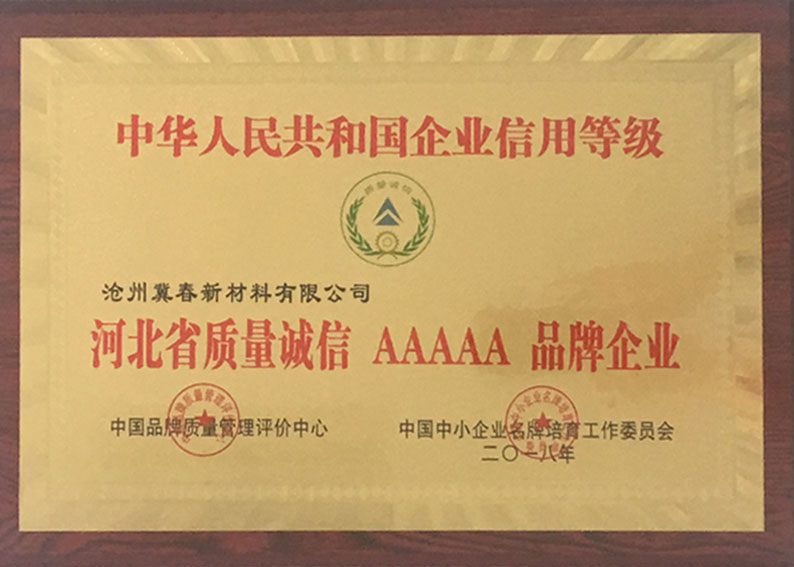 中华人民共和国企业信用等级
质量诚信
沧州冀春新材料有限公司
河北省质量诚信 AAAAA 品牌企业
中国品牌质量管理评价中心
中国中小企业名牌培育工作委员会
二〇一八年